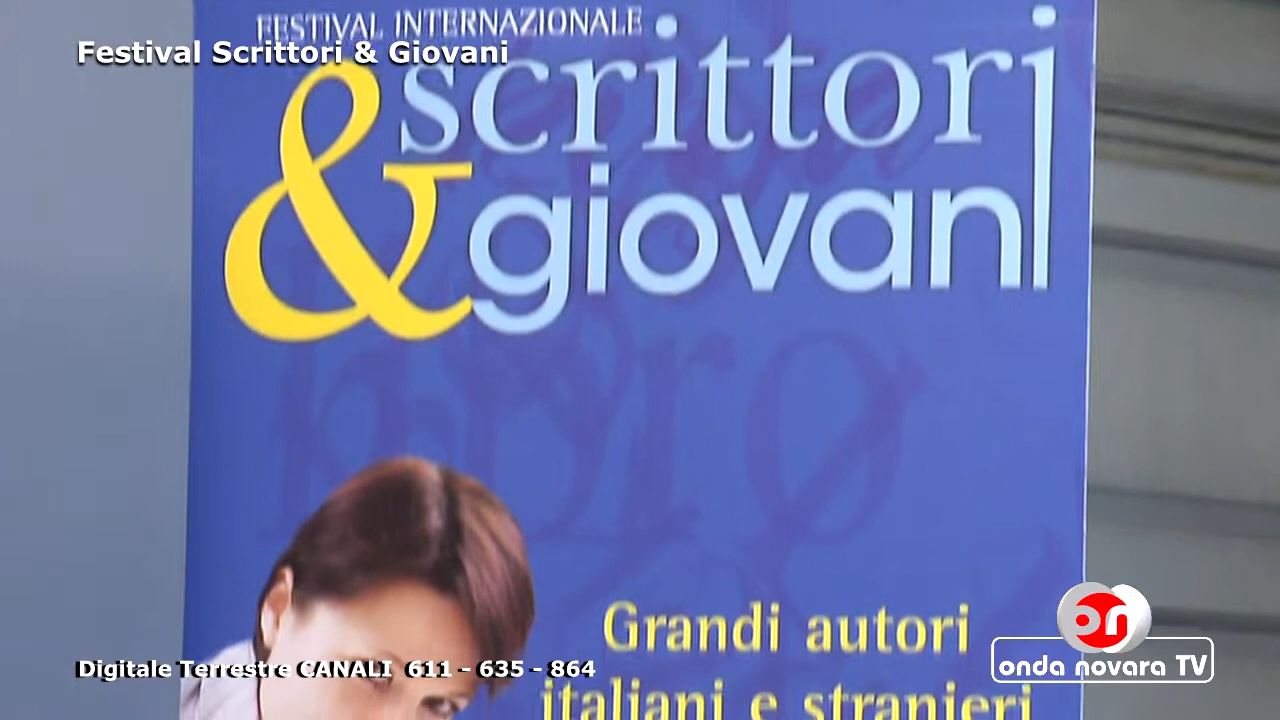 FESTIVAL INTERNAZIONALE
Festival Scrittori & Giovani
scrittori
& giovani
Grandi autori
italiani e stranieri
Digitale Terrestre CANALI 611 - 635 - 864
onda novara TV